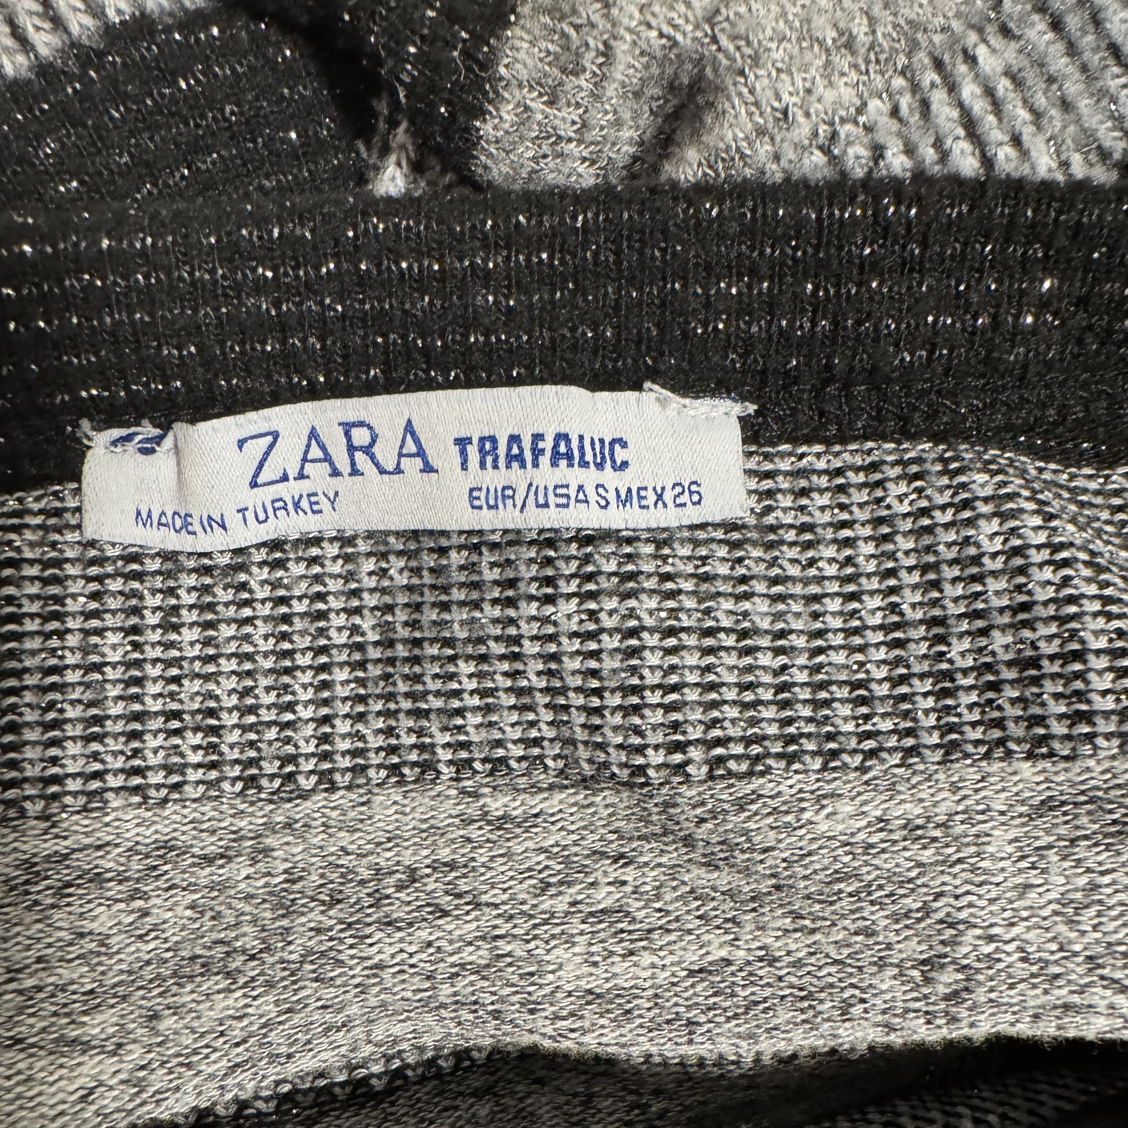 ZARA TRAFALUC
MADE IN TURKEY EUR/USA S MEX 26